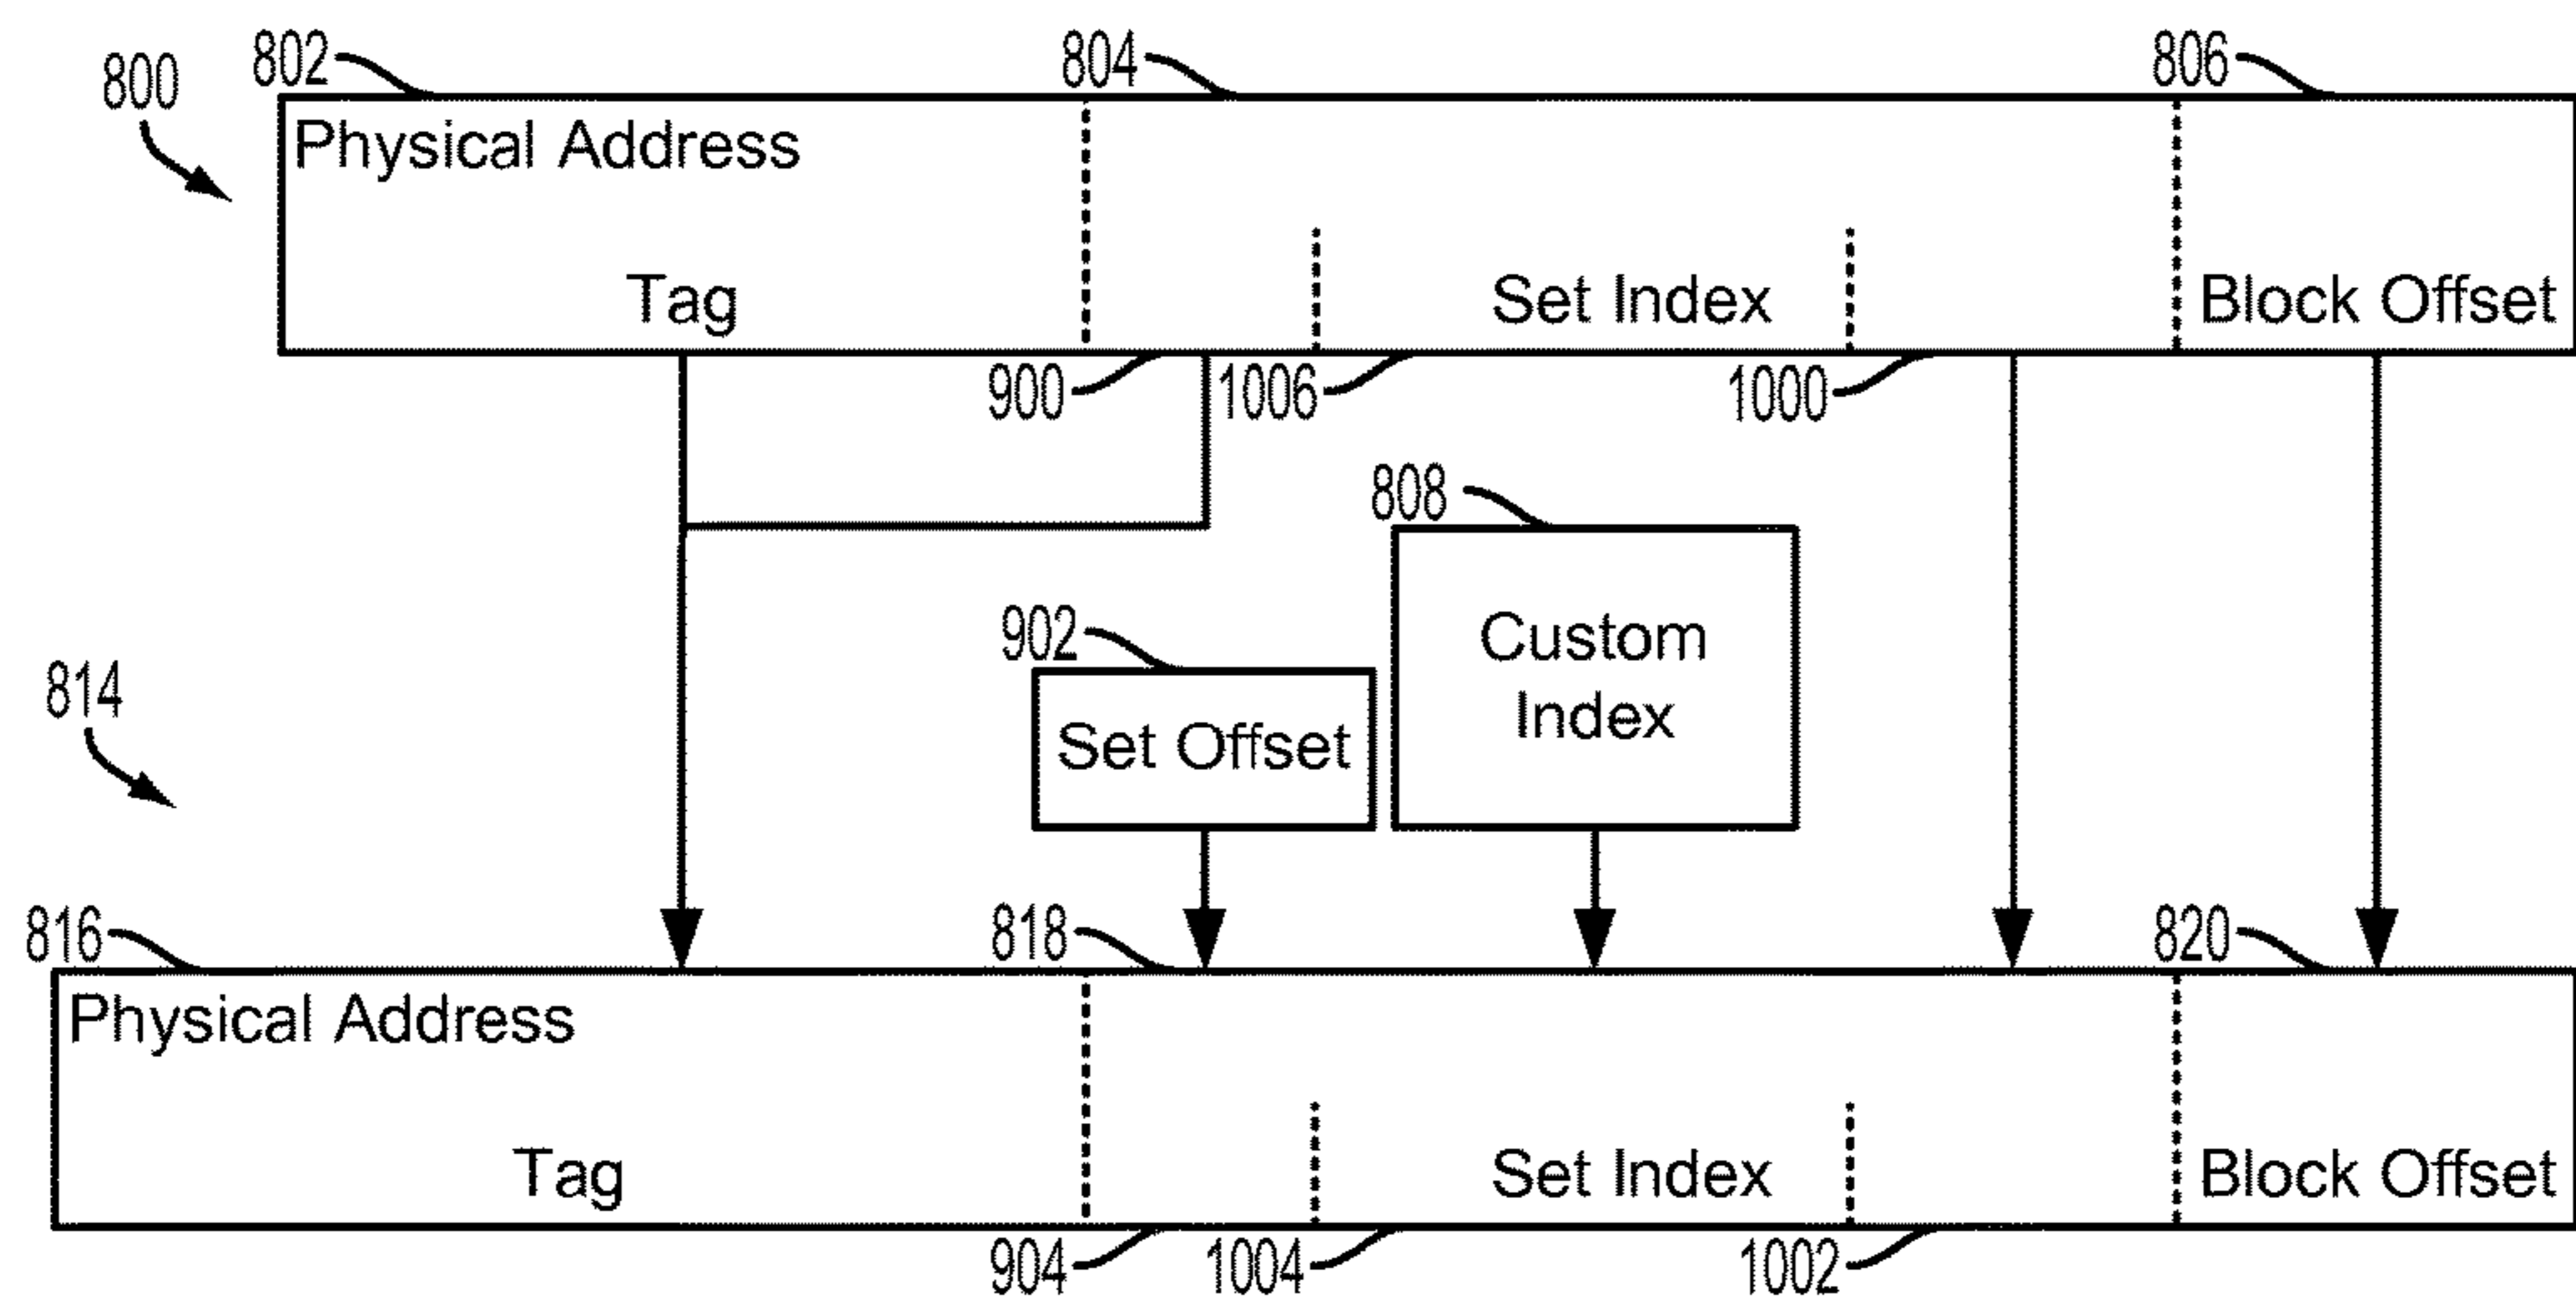 800
802
804
806
Physical Address
Tag
Set Index
Block Offset
900
1006
1000
808
Custom
Index
902
Set Offset
814
816
818
820
Physical Address
Tag
Set Index
Block Offset
904
1004
1002